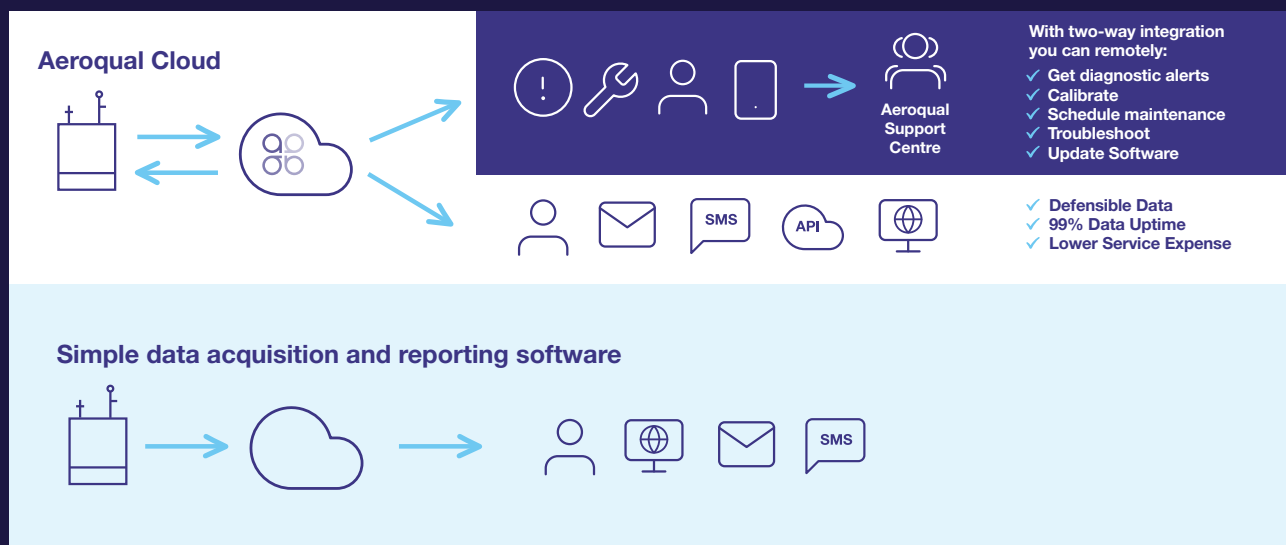 Aeroqual Cloud
Aeroqual
Support
Centre
With two-way integration
you can remotely:
Get diagnostic alerts
Calibrate
Schedule maintenance
Troubleshoot
Update Software
SMS
API
Defensible Data
99% Data Uptime
Lower Service Expense
Simple data acquisition and reporting software
SMS